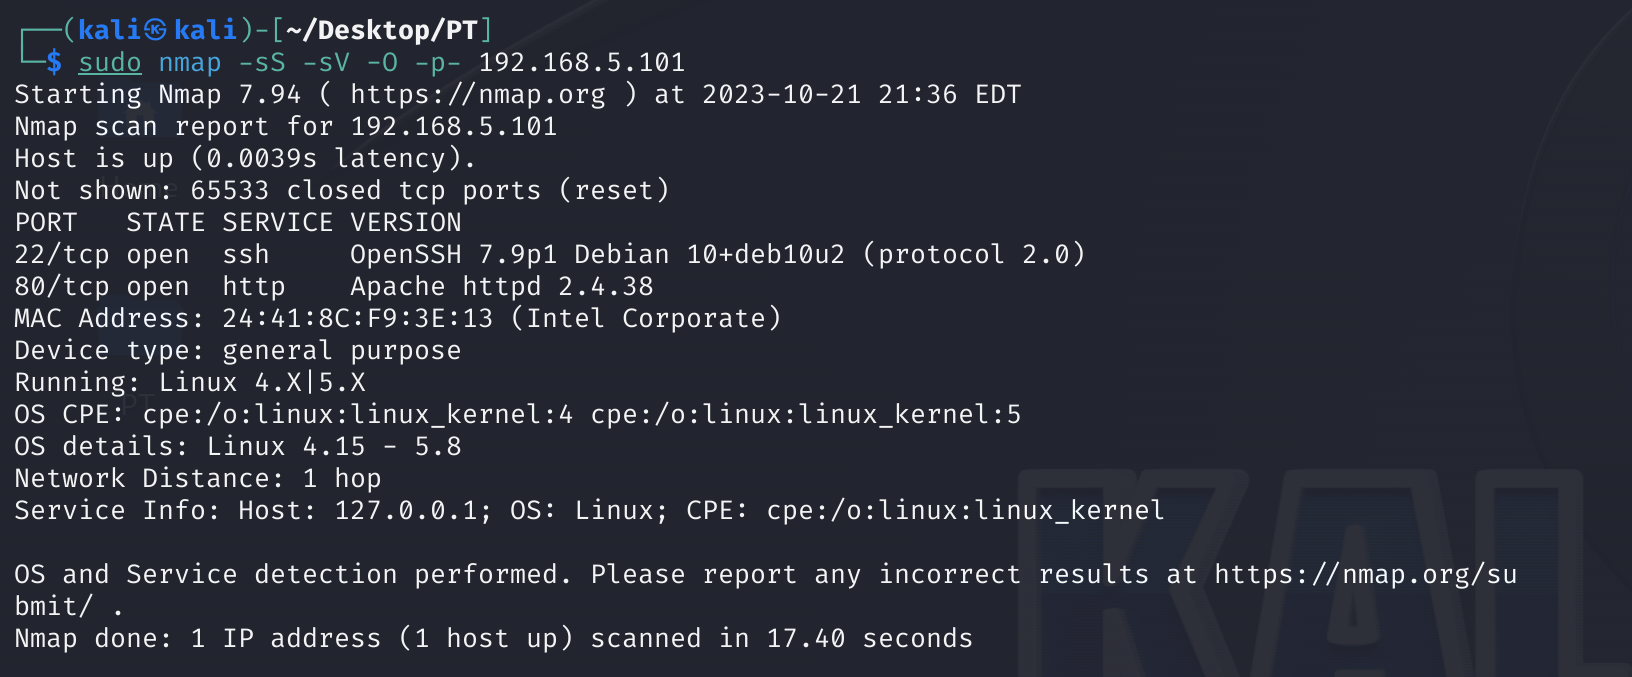 ┌──(kali㉿kali)-[~/Desktop/PT]
└─$ sudo nmap -sS -sV -O -p- 192.168.5.101
Starting Nmap 7.94 ( https://nmap.org ) at 2023-10-21 21:36 EDT
Nmap scan report for 192.168.5.101
Host is up (0.0039s latency).
Not shown: 65533 closed tcp ports (reset)
PORT   STATE SERVICE VERSION
22/tcp open  ssh     OpenSSH 7.9p1 Debian 10+deb10u2 (protocol 2.0)
80/tcp open  http    Apache httpd 2.4.38
MAC Address: 24:41:8C:F9:3E:13 (Intel Corporate)
Device type: general purpose
Running: Linux 4.X|5.X
OS CPE: cpe:/o:linux:linux_kernel:4 cpe:/o:linux:linux_kernel:5
OS details: Linux 4.15 - 5.8
Network Distance: 1 hop
Service Info: Host: 127.0.0.1; OS: Linux; CPE: cpe:/o:linux:linux_kernel

OS and Service detection performed. Please report any incorrect results at https://nmap.org/su
bmit/ .
Nmap done: 1 IP address (1 host up) scanned in 17.40 seconds
KAL